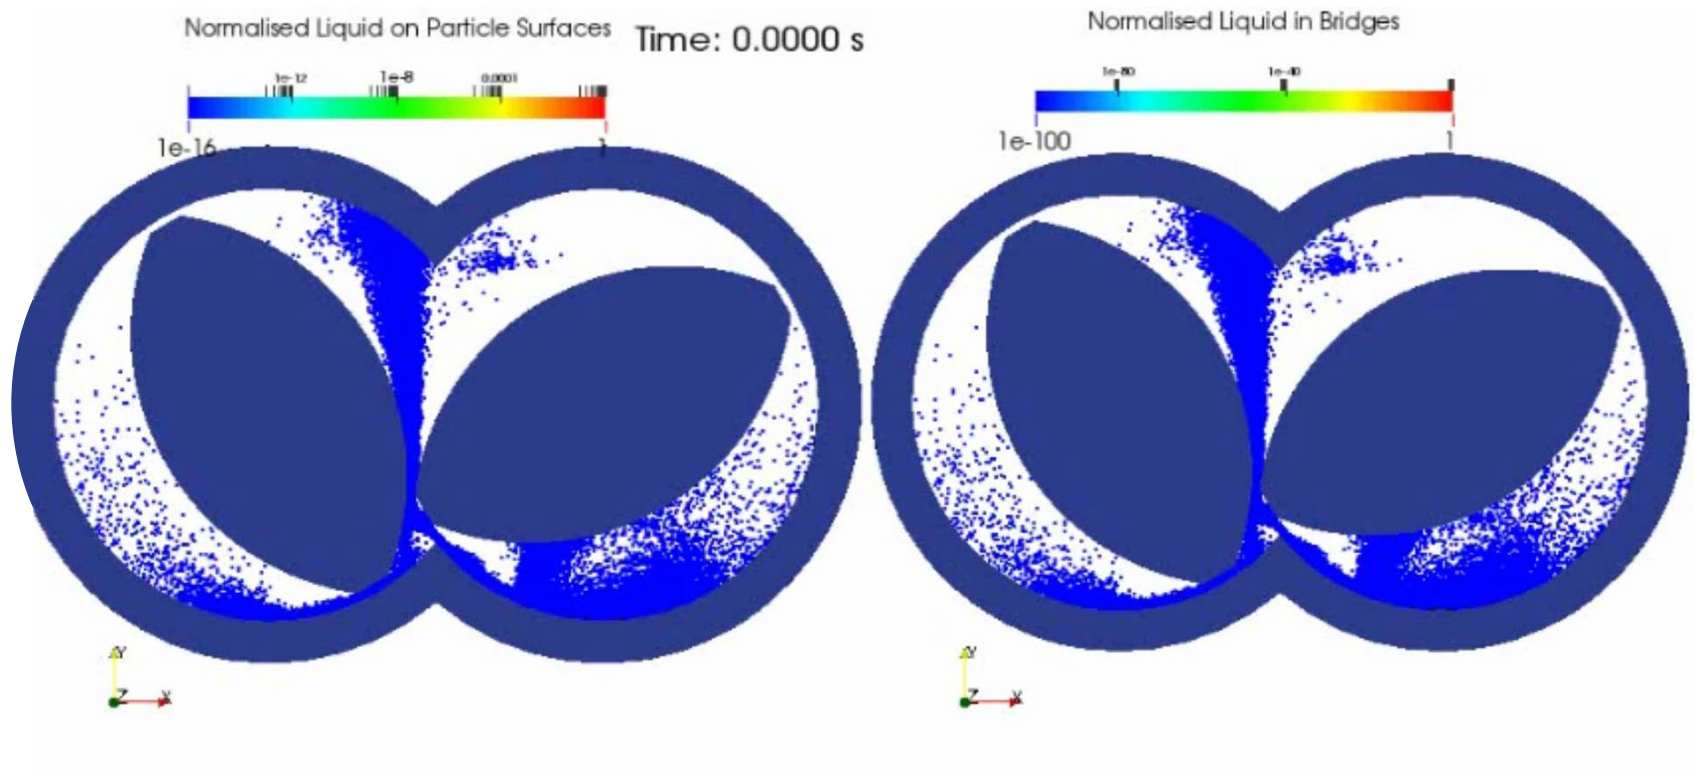 Normalised Liquid on Particle Surfaces
Time: 0.0000 s
Normalised Liquid in Bridges
1e-12 1e-8 0.0001
1e-16 1
1e-80 1e-40
1e-100 1
Y
Z X
Y
Z X